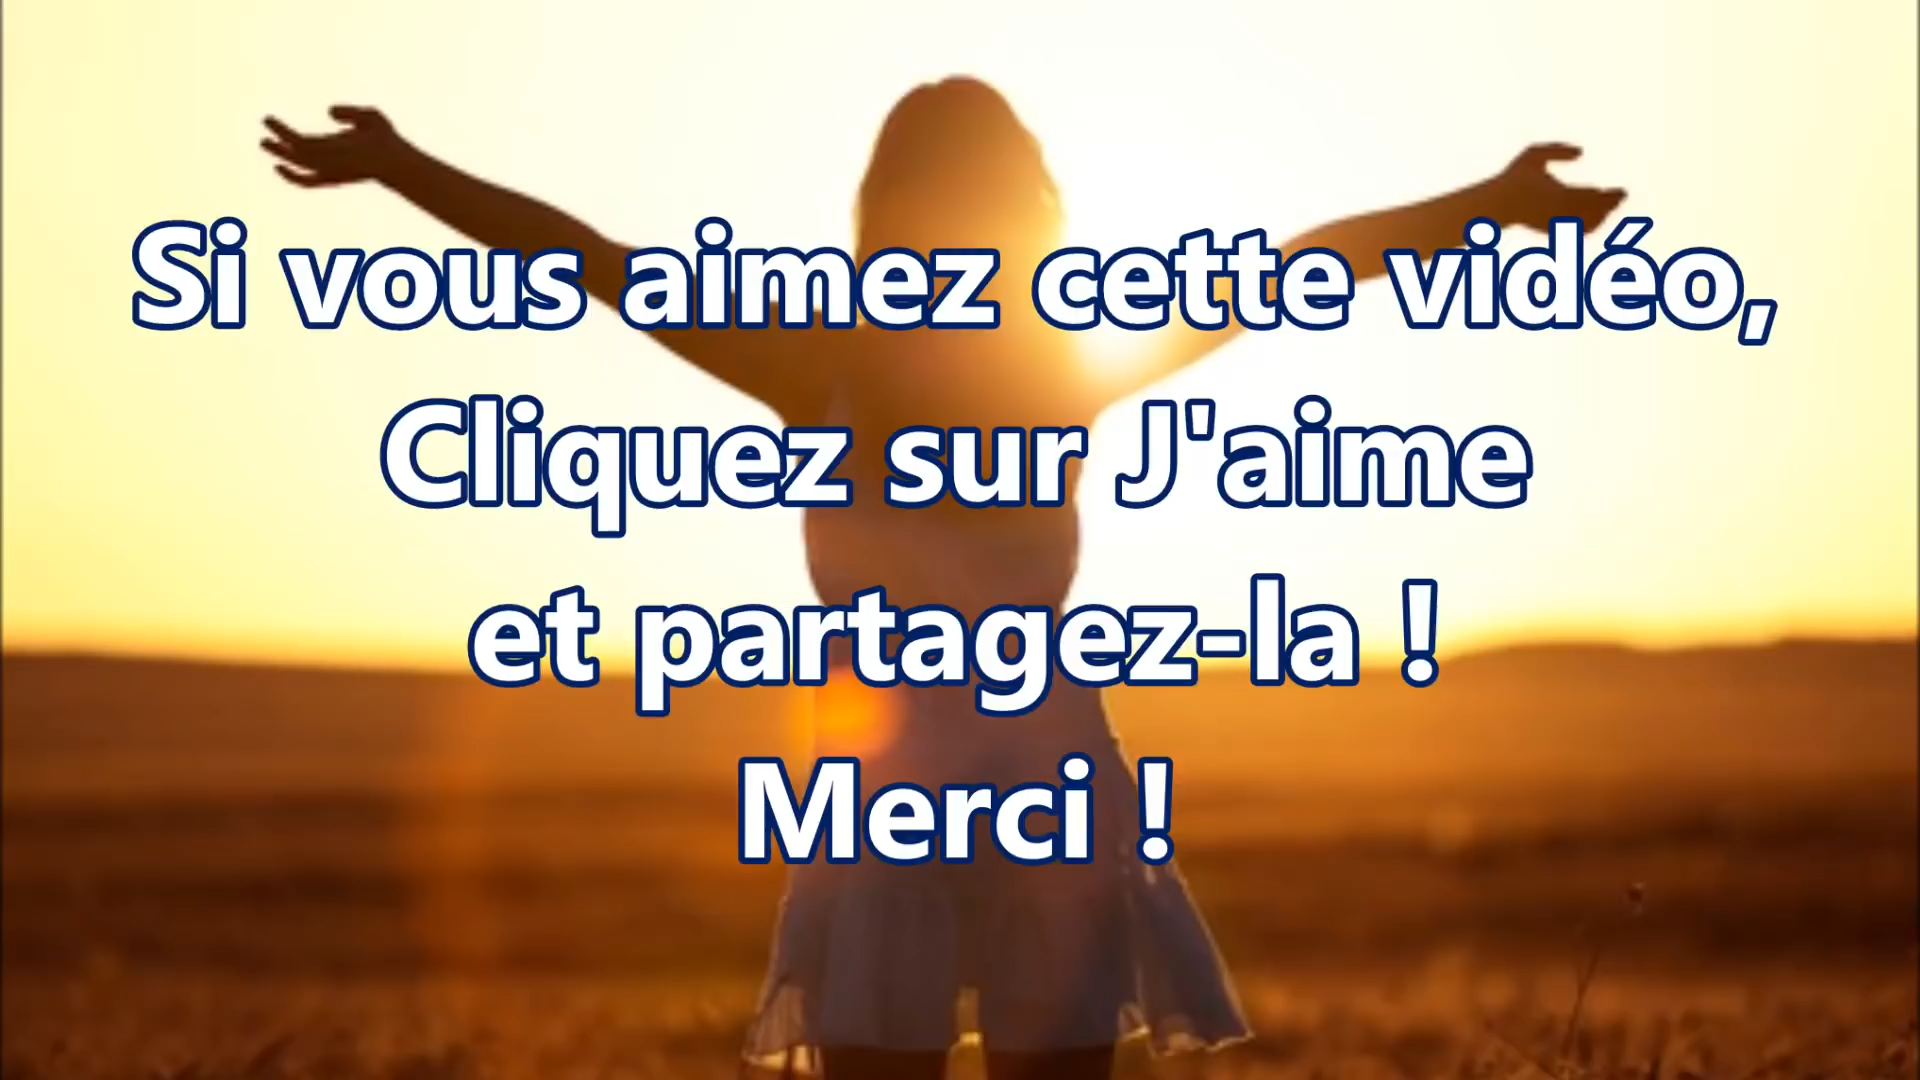 Si vous aimez cette vidéo,
Cliquez sur J'aime
et partagez-la !
Merci !